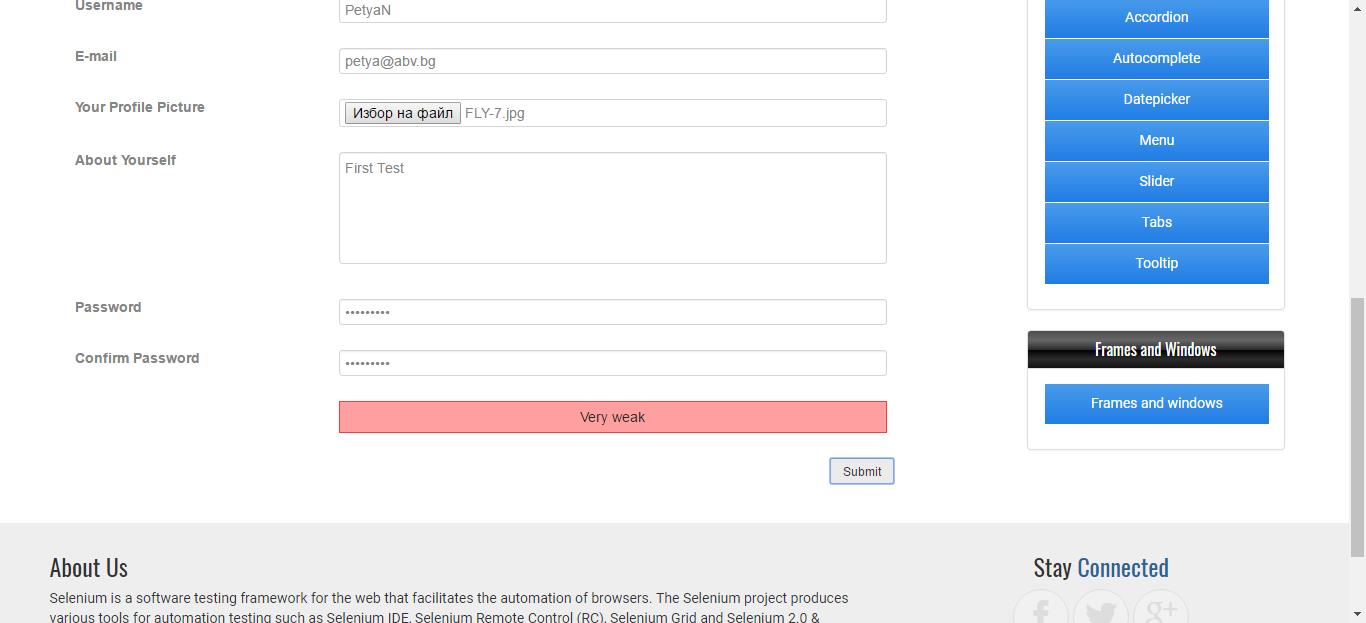 Username
PetyaN
E-mail
petya@abv.bg
Your Profile Picture
Избор на файл FLY-7.jpg
About Yourself
First Test
Password
•••••••••
Confirm Password
•••••••••
Very weak
Submit
Accordion
Autocomplete
Datepicker
Menu
Slider
Tabs
Tooltip
Frames and Windows
Frames and windows
About Us
Selenium is a software testing framework for the web that facilitates the automation of browsers. The Selenium project produces
various tools for automation testing such as Selenium IDE, Selenium Remote Control (RC), Selenium Grid and Selenium 2.0 &
Stay Connected
g+